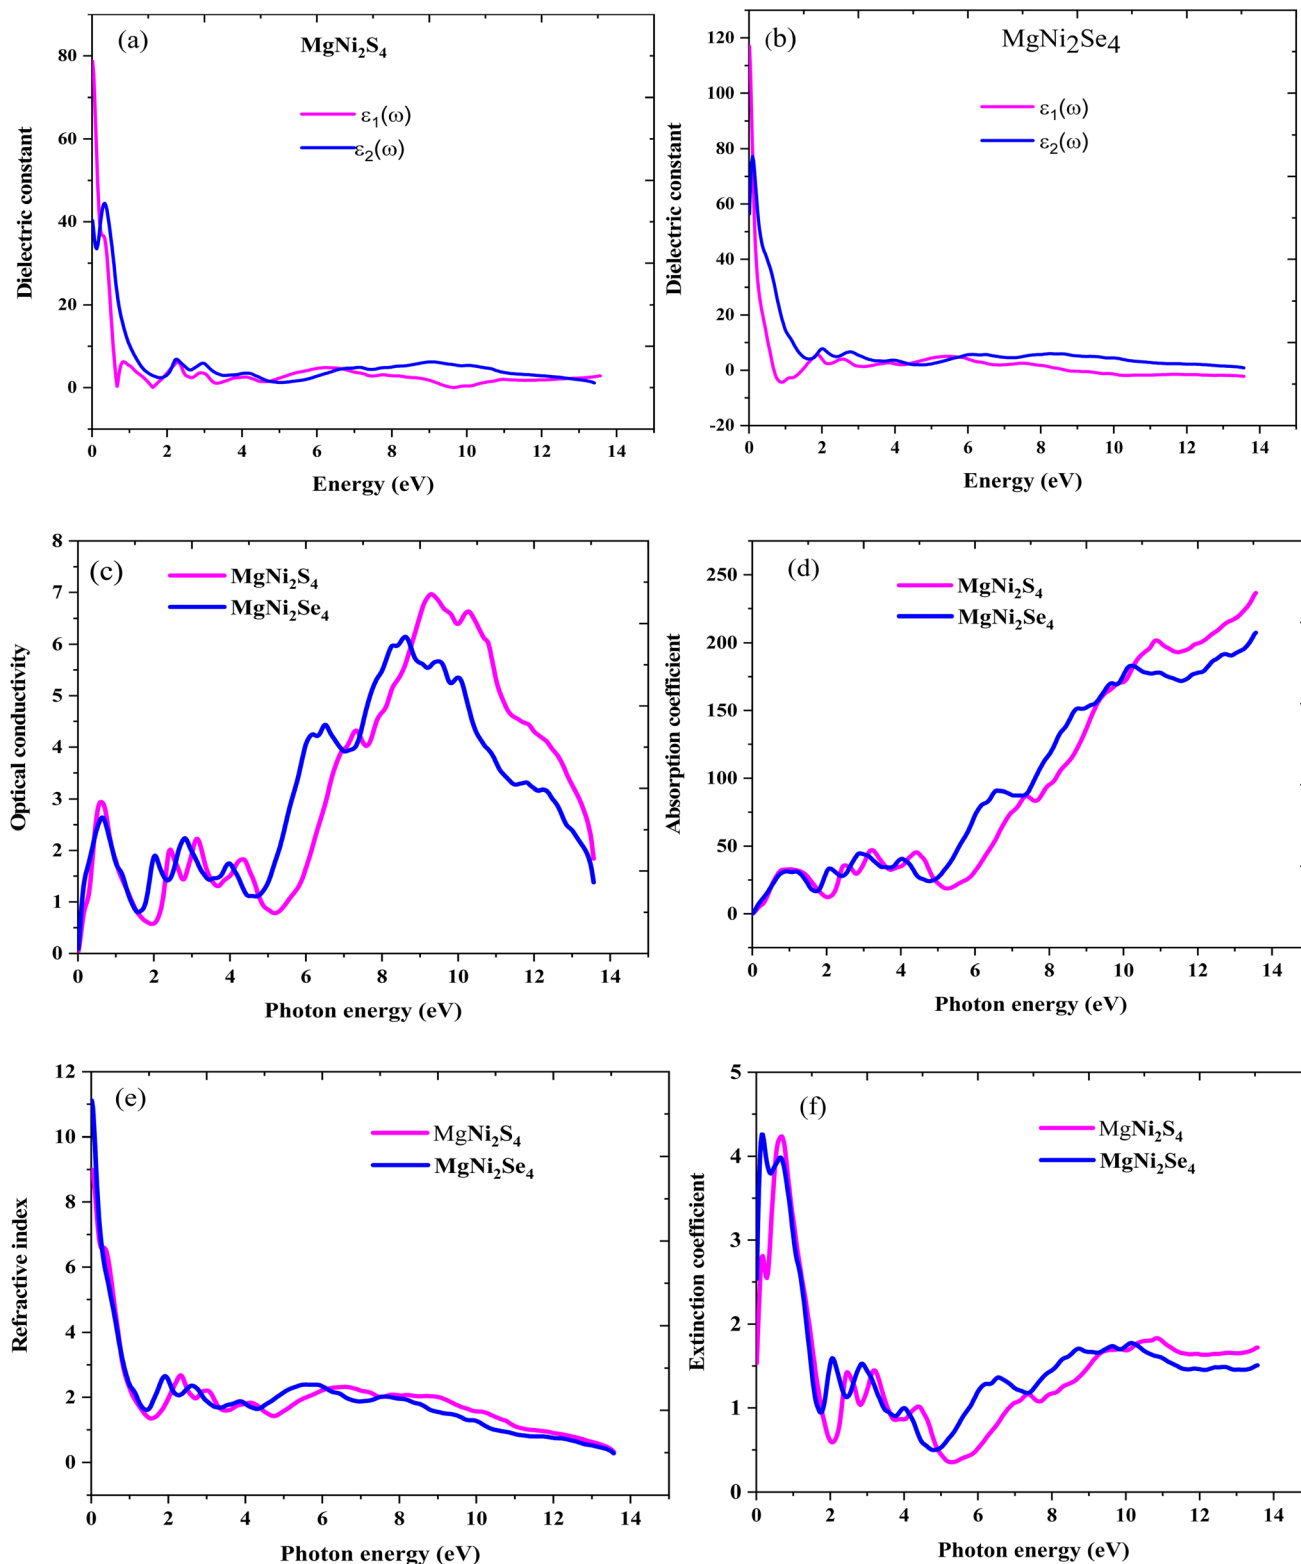 (a)
MgNi₂S₄
ε₁(ω)
ε₂(ω)
Dielectric constant
80
60
40
20
0
0 2 4 6 8 10 12 14
Energy (eV)
(b)
MgNi₂Se₄
ε₁(ω)
ε₂(ω)
Dielectric constant
120
100
80
60
40
20
0
-20
0 2 4 6 8 10 12 14
Energy (eV)
(c)
MgNi₂S₄
MgNi₂Se₄
Optical conductivity
8
7
6
5
4
3
2
1
0
0 2 4 6 8 10 12 14
Photon energy (eV)
(d)
MgNi₂S₄
MgNi₂Se₄
Absorption coefficient
250
200
150
100
50
0
0 2 4 6 8 10 12 14
Photon energy (eV)
(e)
MgNi₂S₄
MgNi₂Se₄
Refractive index
12
10
8
6
4
2
0
0 2 4 6 8 10 12 14
Photon energy (eV)
(f)
MgNi₂S₄
MgNi₂Se₄
Extinction coefficient
5
4
3
2
1
0
0 2 4 6 8 10 12 14
Photon energy (eV)